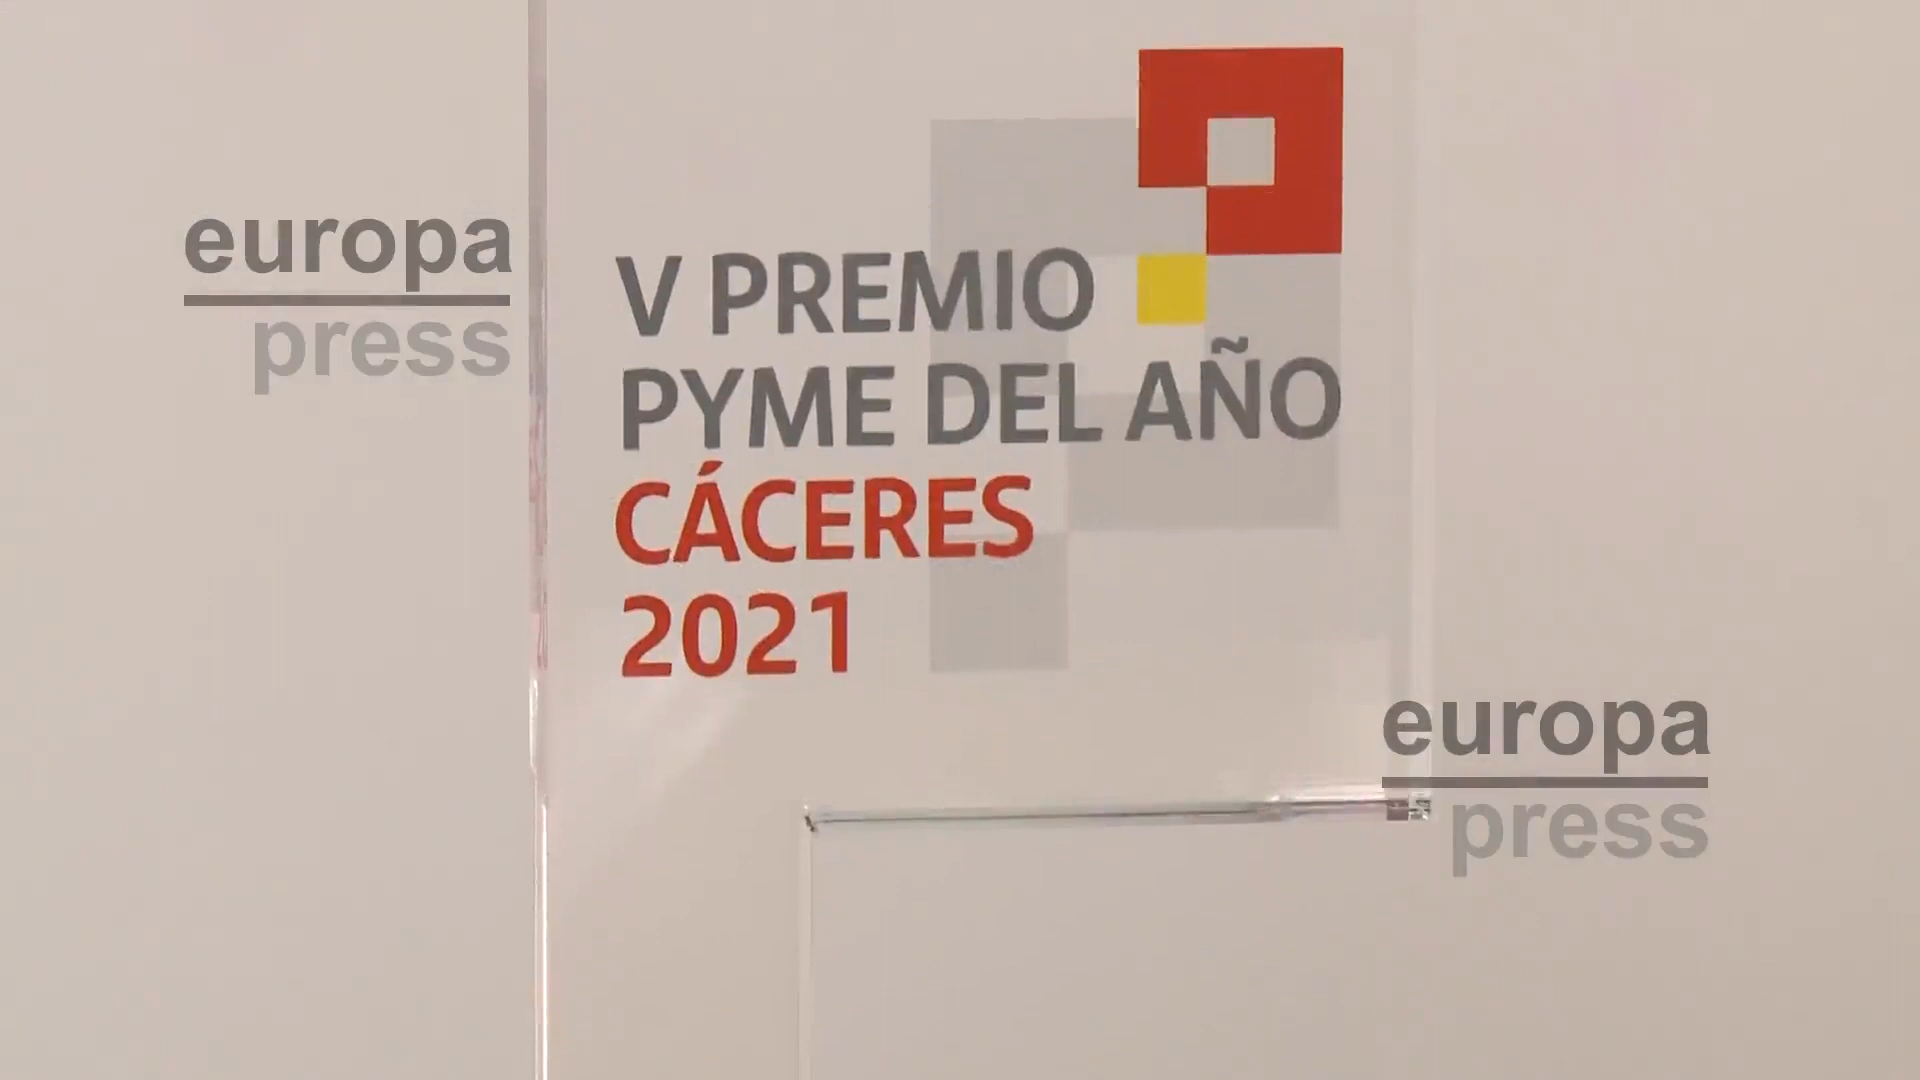 europa
press
V PREMIO
PYME DEL AÑO
CÁCERES
2021
europa
press